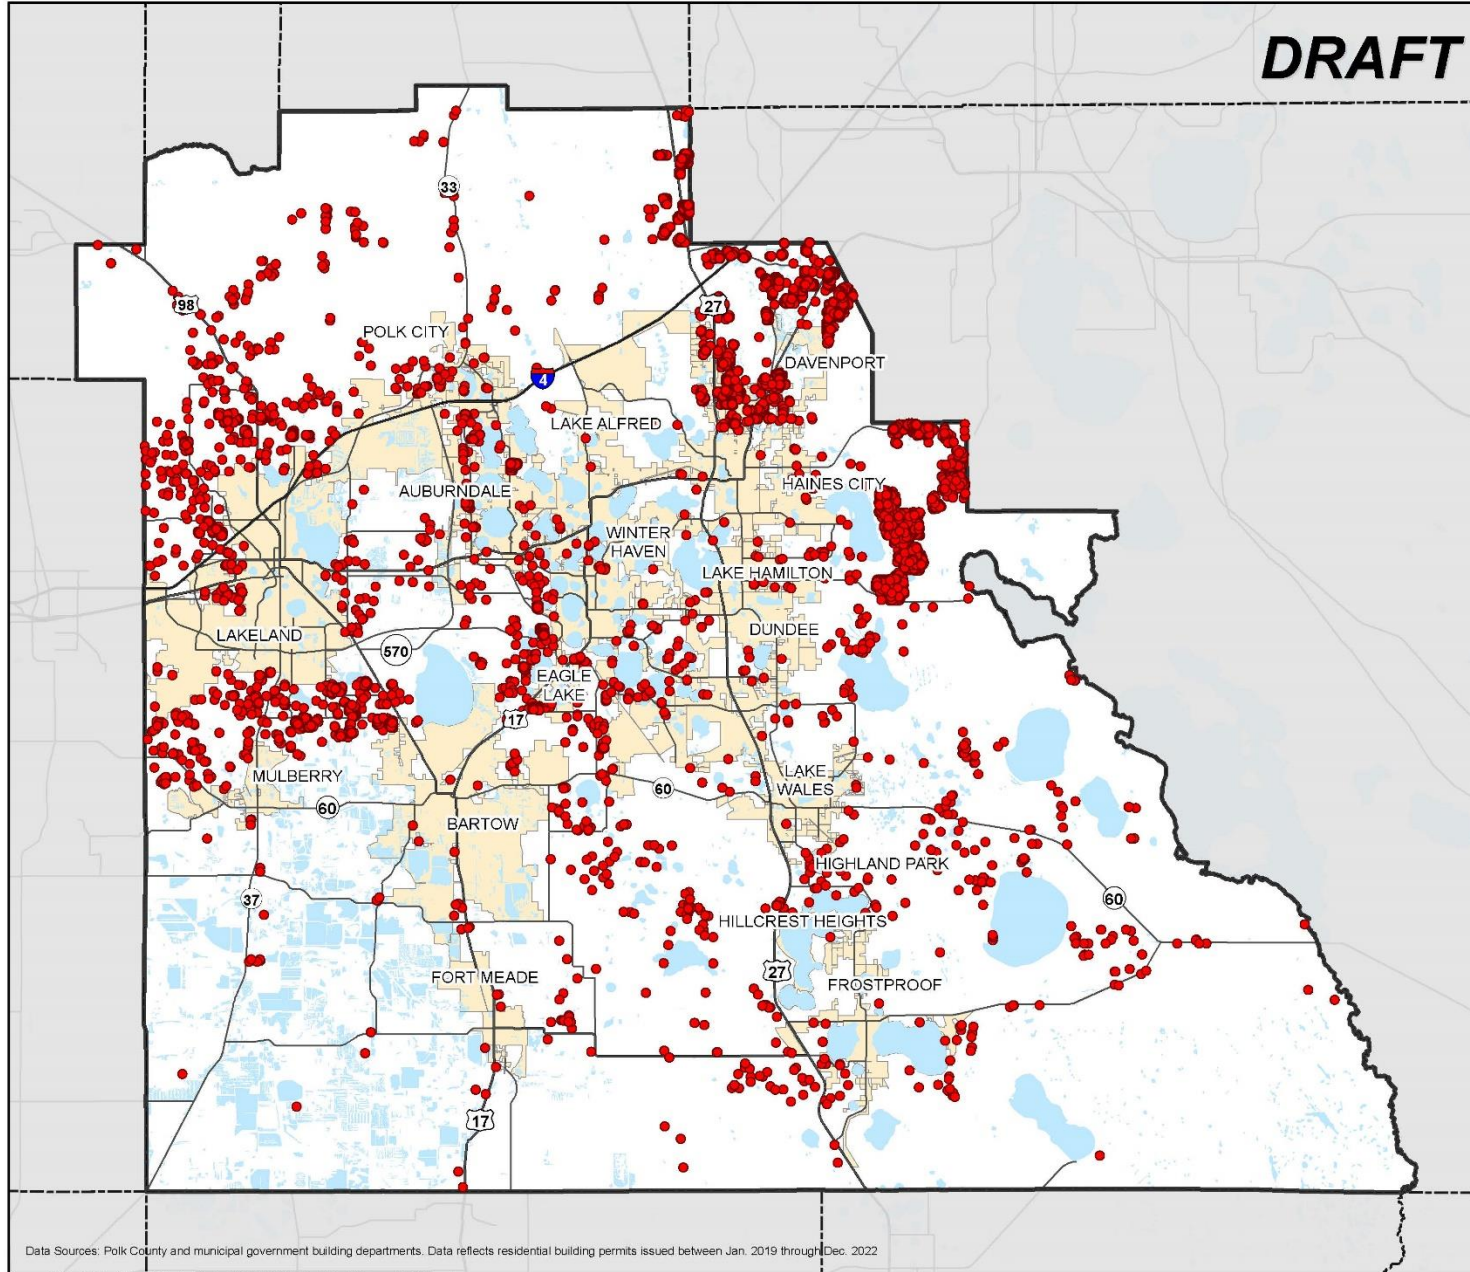 DRAFT
33
98
POLK CITY
27
DAVENPORT
4
LAKE ALFRED
AUBURNDALE
HAINES CITY
WINTER
HAVEN
LAKE HAMILTON
LAKELAND
570
DUNDEE
EAGLE
LAKE
17
MULBERRY
60
60
LAKE
WALES
BARTOW
HIGHLAND PARK
37
60
HILLCREST HEIGHTS
FORT MEADE
27
FROSTPROOF
17
Data Sources: Polk County and municipal government building departments. Data reflects residential building permits issued between Jan. 2019 through Dec. 2022